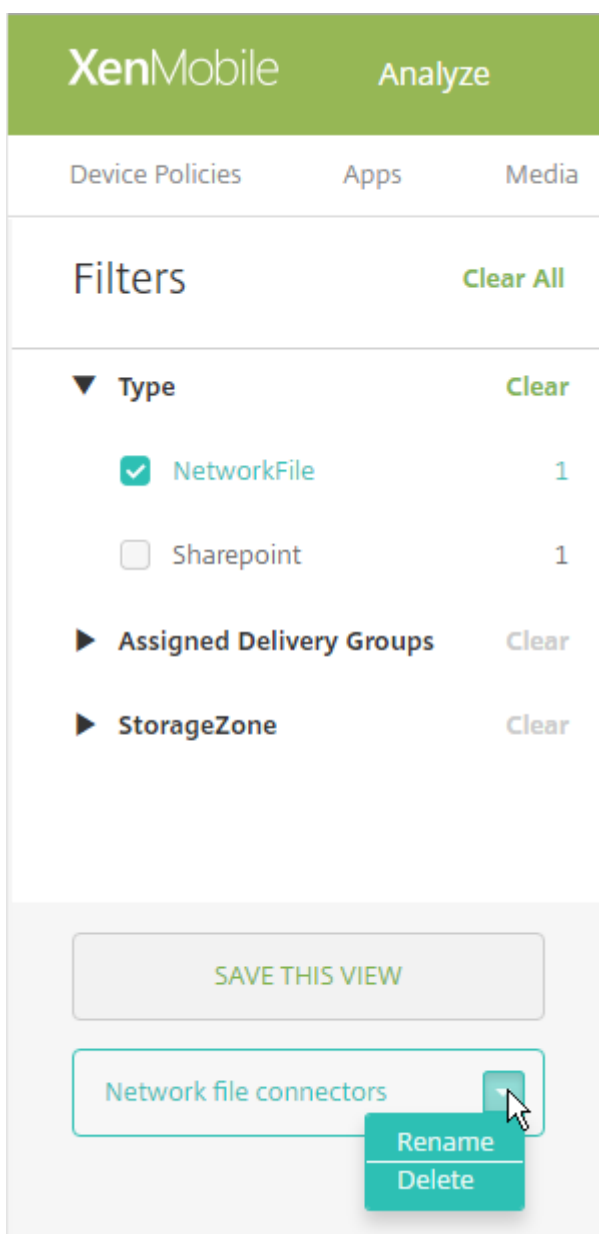 XenMobile Analyze
Device Policies Apps Media
Filters Clear All
Type Clear
NetworkFile 1
Sharepoint 1
Assigned Delivery Groups Clear
StorageZone Clear
SAVE THIS VIEW
Network file connectors
Rename
Delete